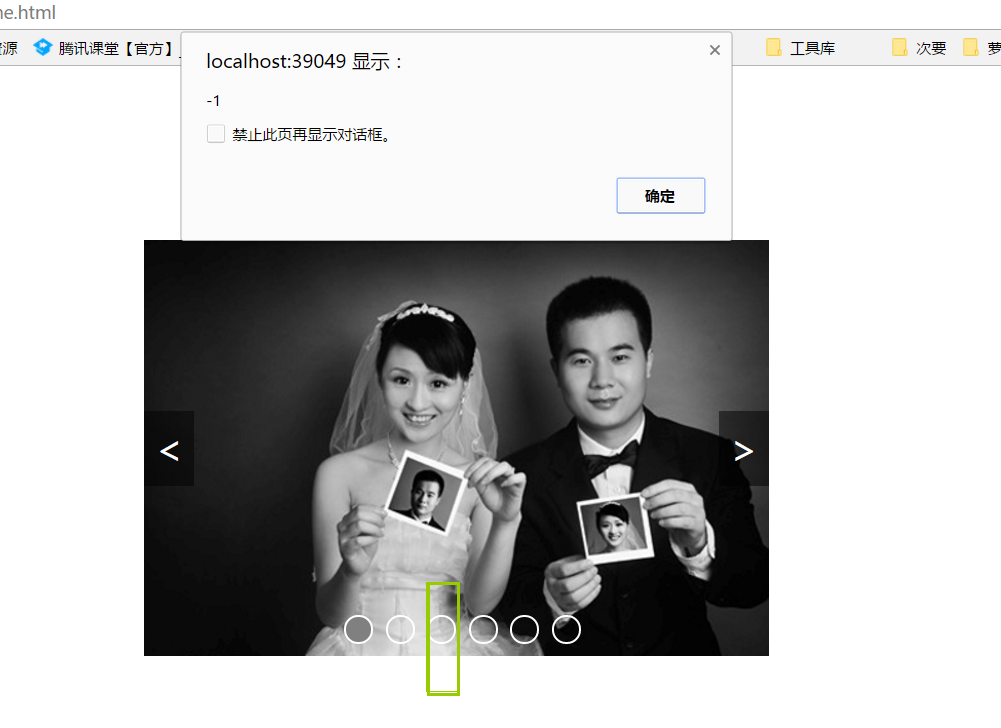 ne.html
资源 腾讯课堂【官方】_ 工具库 次要 萝
localhost:39049 显示：
-1
禁止此页再显示对话框。
确定
< >